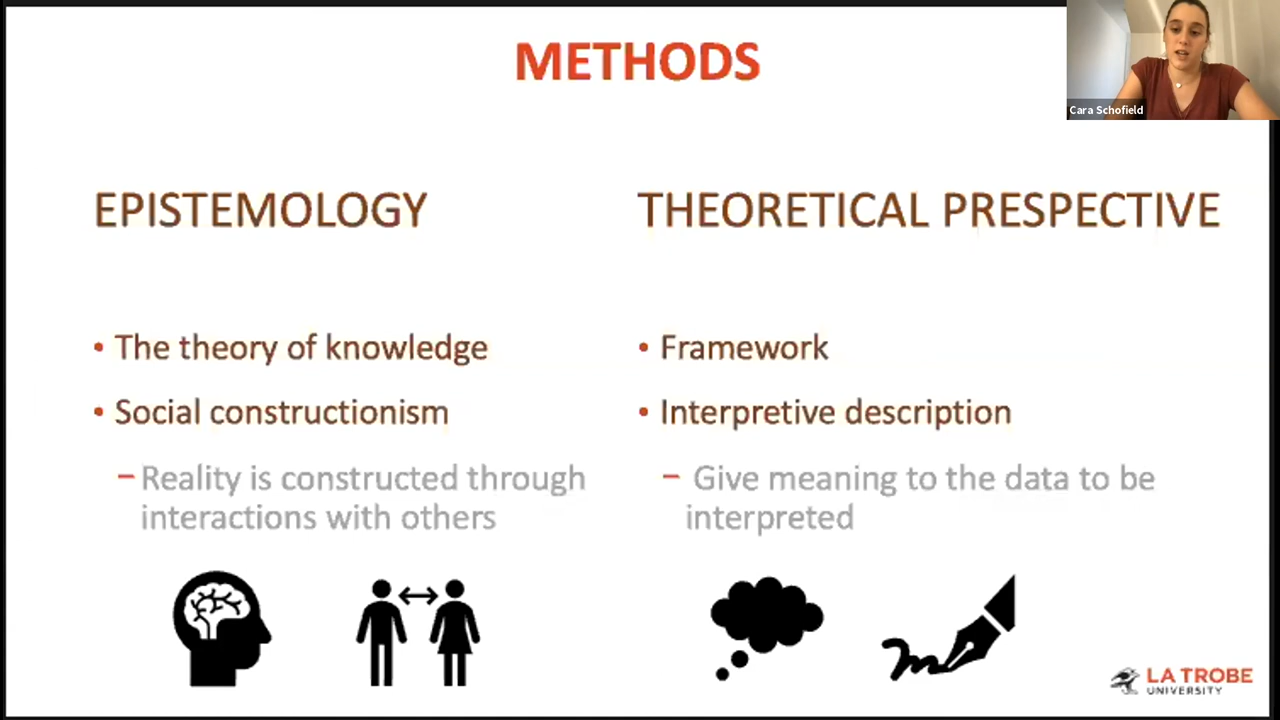 METHODS
Cara Schofield
EPISTEMOLOGY
• The theory of knowledge
• Social constructionism
– Reality is constructed through
interactions with others
THEORETICAL PRESPECTIVE
• Framework
• Interpretive description
– Give meaning to the data to be
interpreted
LA TROBE
UNIVERSITY